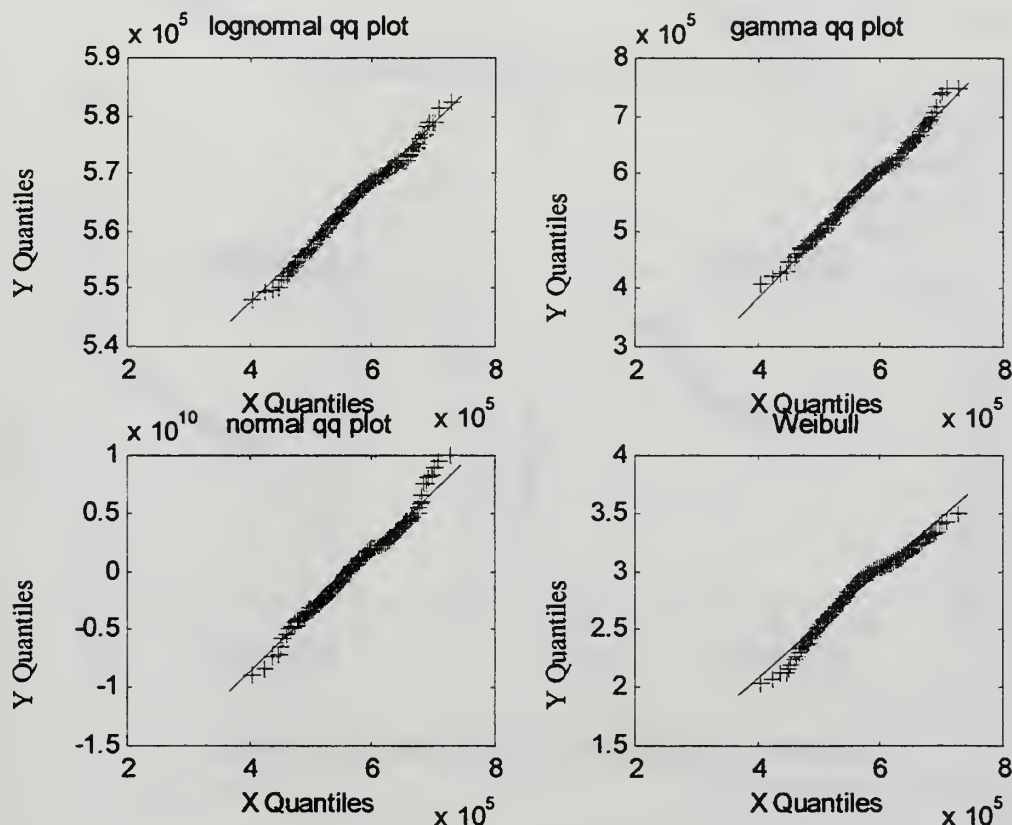 x 10^5 lognormal qq plot
5.9
5.8
5.7
5.6
5.5
5.4
Y Quantiles
2 4 6 8
X Quantiles
x 10^5
x 10^5 gamma qq plot
8
7
6
5
4
3
Y Quantiles
2 4 6 8
X Quantiles
x 10^5
x 10^10 normal qq plot
1
0.5
0
-0.5
-1
-1.5
Y Quantiles
2 4 6 8
X Quantiles
x 10^5
Weibull
4
3.5
3
2.5
2
1.5
Y Quantiles
2 4 6 8
X Quantiles
x 10^5